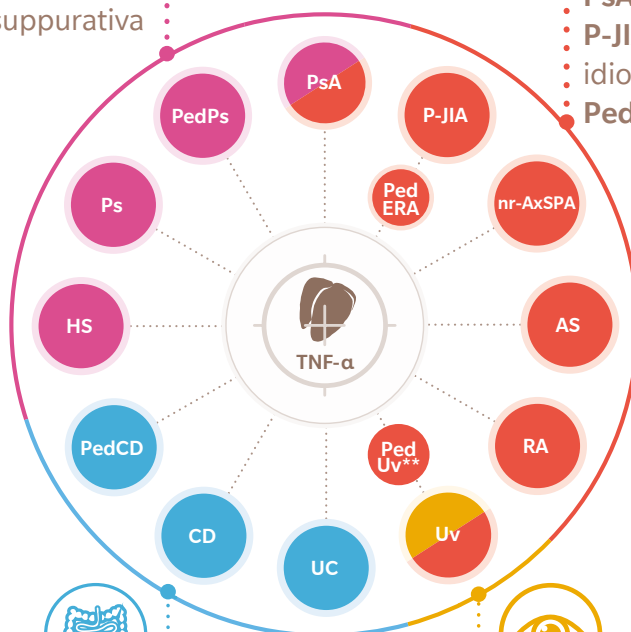 suppurativa
PsA
P-JI
idio
Ped
PsA
PedPs
P-JIA
Ped
ERA
Ps
nr-AxSPA
HS
TNF-α
AS
PedCD
Ped
Uv**
RA
CD
UC
Uv